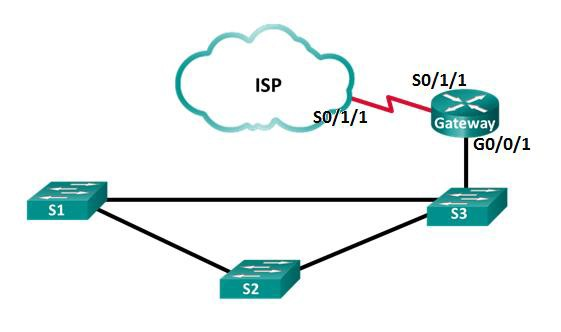 ISP
S0/1/1
S0/1/1
Gateway
G0/0/1
S1
S3
S2